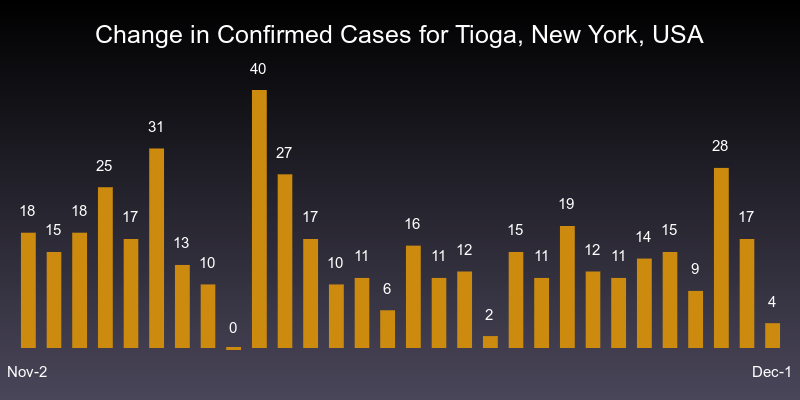 Change in Confirmed Cases for Tioga, New York, USA
18 15 18 25 17 31 13 10 0 40 27 17 10 11 6 16 11 12 2 15 11 19 12 11 14 15 9 28 17 4
Nov-2 Dec-1